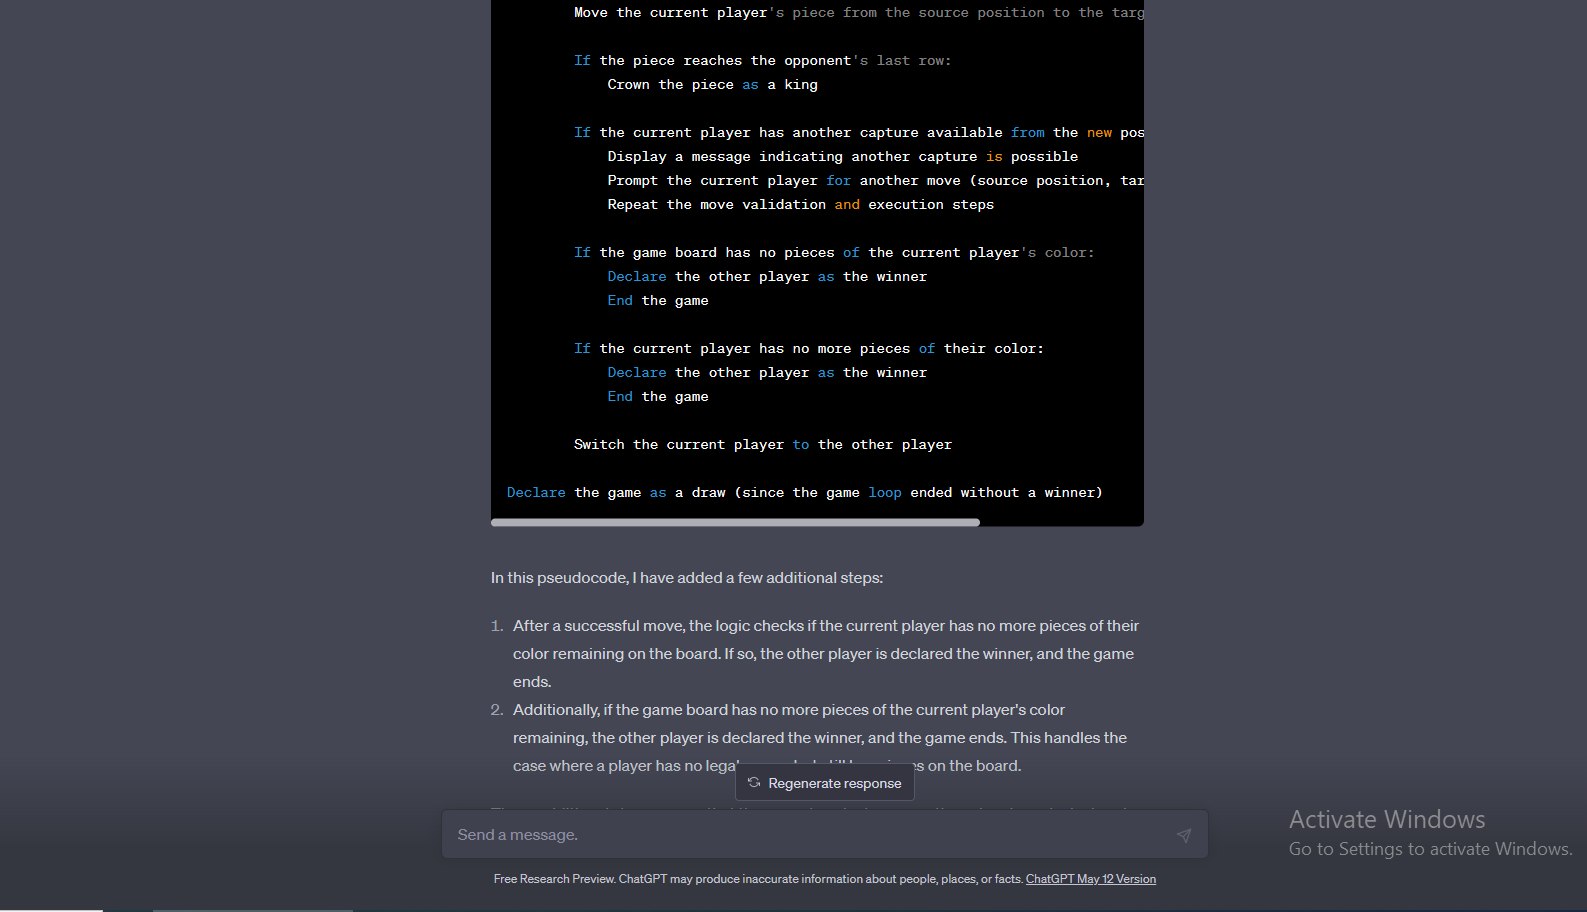 Move the current player's piece from the source position to the targ
If the piece reaches the opponent's last row:
Crown the piece as a king
If the current player has another capture available from the new pos
Display a message indicating another capture is possible
Prompt the current player for another move (source position, tar
Repeat the move validation and execution steps
If the game board has no pieces of the current player's color:
Declare the other player as the winner
End the game
If the current player has no more pieces of their color:
Declare the other player as the winner
End the game
Switch the current player to the other player
Declare the game as a draw (since the game loop ended without a winner)
In this pseudocode, I have added a few additional steps:
1. After a successful move, the logic checks if the current player has no more pieces of their
color remaining on the board. If so, the other player is declared the winner, and the game
ends.
2. Additionally, if the game board has no more pieces of the current player's color
remaining, the other player is declared the winner, and the game ends. This handles the
case where a player has no on the board.
Regenerate response
Send a message.
Activate Windows
Go to Settings to activate Windows.
Free Research Preview. ChatGPT may produce inaccurate information about people, places, or facts. ChatGPT May 12 Version